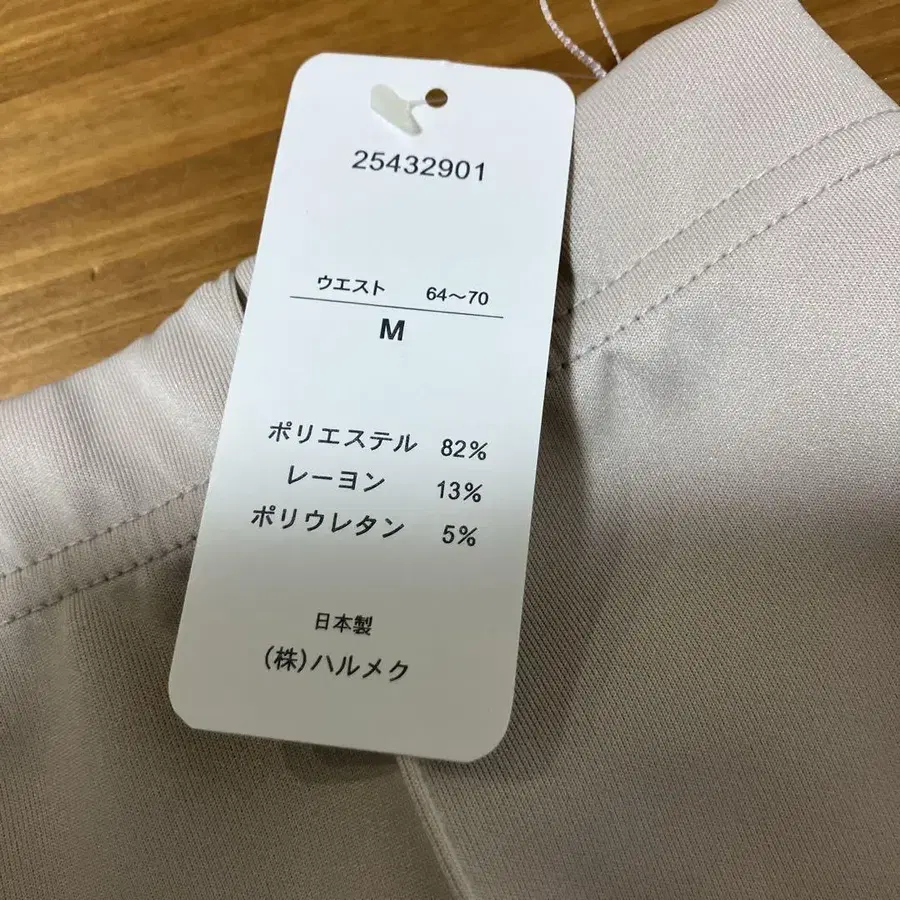 25432901
ウエスト 64〜70
M
ポリエステル 82%
レーヨン 13%
ポリウレタン 5%
日本製
(株)ハルメク